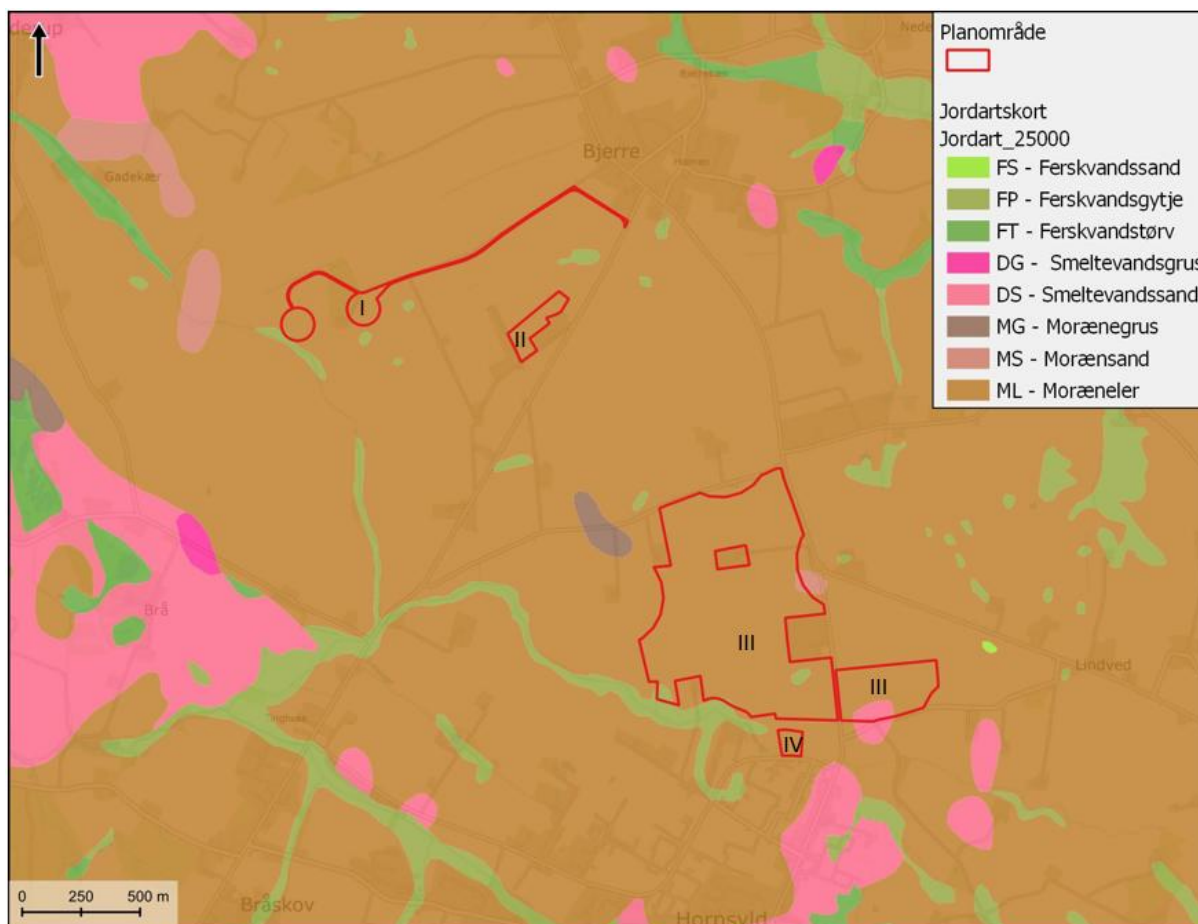 Planområde
Jordartskort
Jordart_25000
FS - Ferskvandssand
FP - Ferskvandsgytje
FT - Ferskvandstørv
DG - Smeltevandsgrus
DS - Smeltevandssand
MG - Morænegrus
MS - Morænsand
ML - Moræneler
Bjerre
Gadekær
I
II
III
III
IV
Brå
Lindved
Bråskov
Hornsyld
0 250 500 m